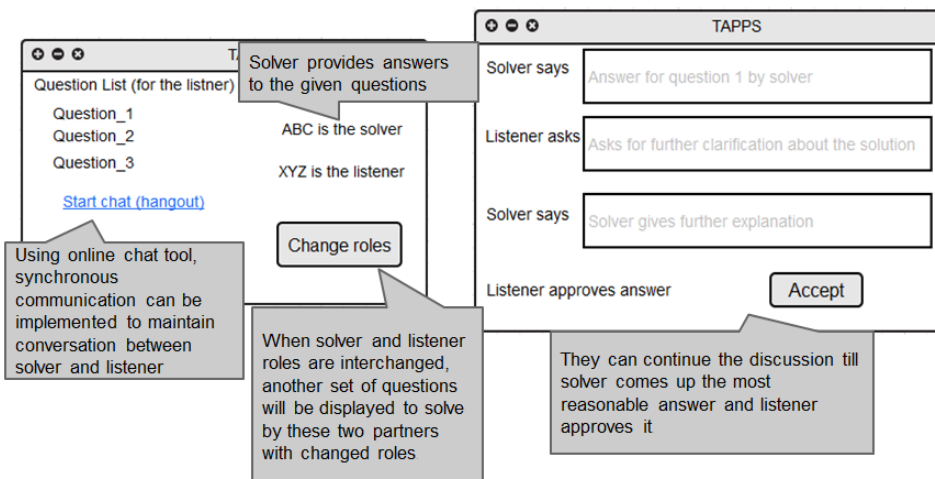 TA
Question List (for the listner)
Question_1
Question_2
Question_3
Start chat (hangout)
Solver provides answers
to the given questions
ABC is the solver
XYZ is the listener
Change roles
Using online chat tool,
synchronous
communication can be
implemented to maintain
conversation between
solver and listener
When solver and listener
roles are interchanged,
another set of questions
will be displayed to solve
by these two partners
with changed roles
TAPPS
Solver says
Answer for question 1 by solver
Listener asks
Asks for further clarification about the solution
Solver says
Solver gives further explanation
Listener approves answer
Accept
They can continue the discussion till
solver comes up the most
reasonable answer and listener
approves it